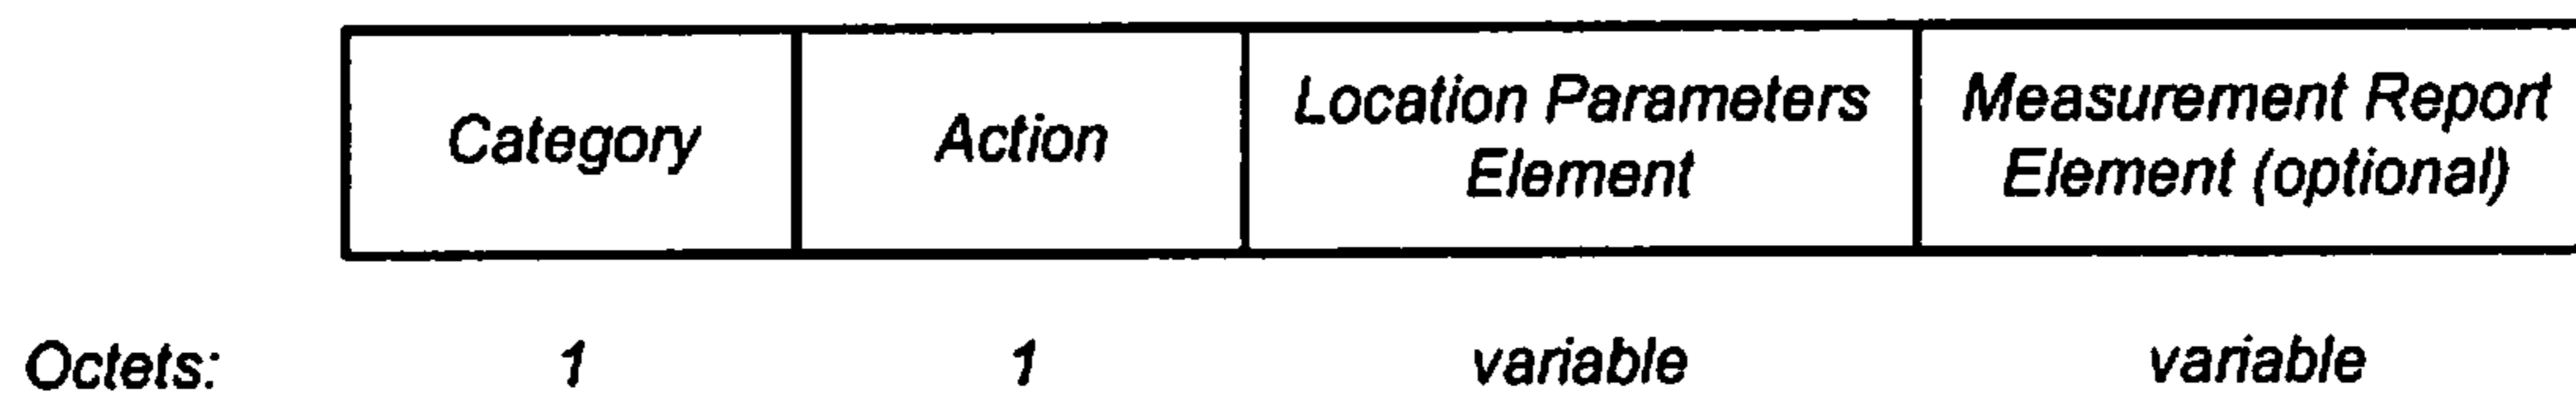 Category Action Location Parameters Element Measurement Report Element (optional)
Octets: 1 1 variable variable